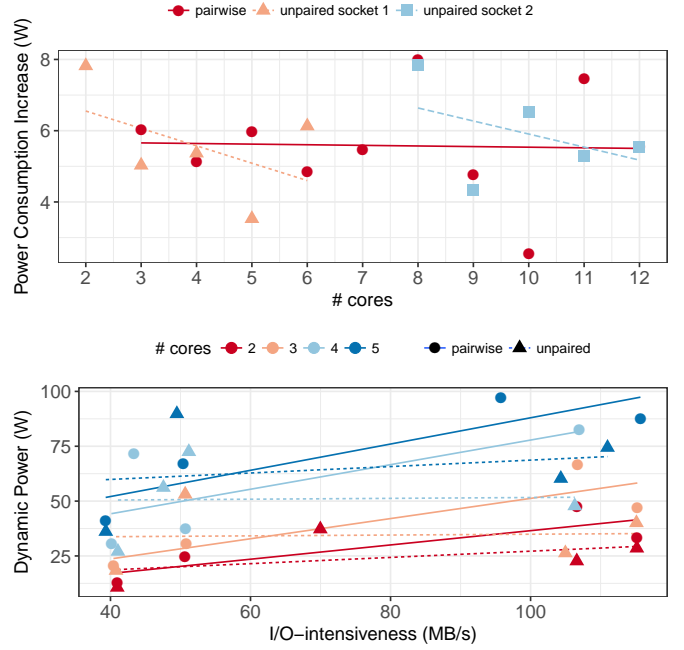 pairwise unpaired socket 1 unpaired socket 2
Power Consumption Increase (W)
8
6
4
2 3 4 5 6 7 8 9 10 11 12
# cores
# cores 2 3 4 5 pairwise unpaired
Dynamic Power (W)
100
75
50
25
40 60 80 100
I/O−intensiveness (MB/s)